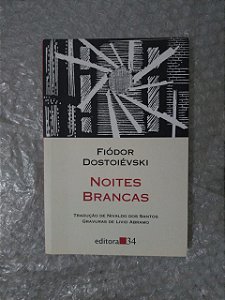 FIÓDOR
DOSTOIÉVSKI
NOITES
BRANCAS
TRADUÇÃO DE NIVALDO DOS SANTOS
GRAVURAS DE LIVIO ABRAMO
editora 34